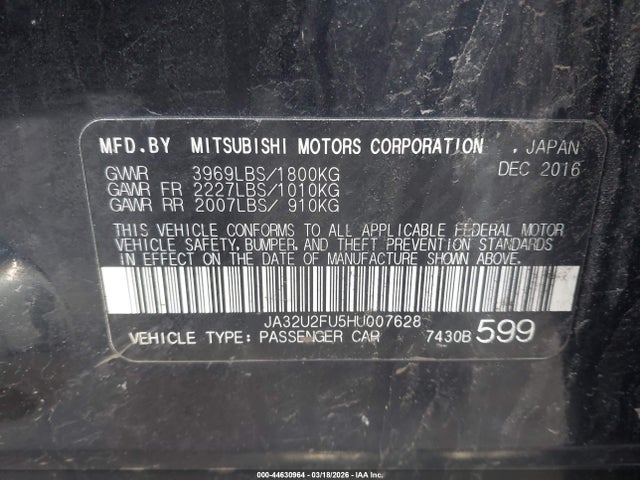 MFD.BY MITSUBISHI MOTORS CORPORATION , JAPAN
GVWR 3969LBS/1800KG DEC 2016
GAWR FR 2227LBS/1010KG
GAWR RR 2007LBS/ 910KG
THIS VEHICLE CONFORMS TO ALL APPLICABLE FEDERAL MOTOR
VEHICLE SAFETY, BUMPER, AND THEFT PREVENTION STANDARDS
IN EFFECT ON THE DATE OF MANUFACTURE SHOWN ABOVE.
JA32U2FU5HU007628
VEHICLE TYPE: PASSENGER CAR 7430B 599
000-44630964 | 03/18/2026 | IAA Inc.